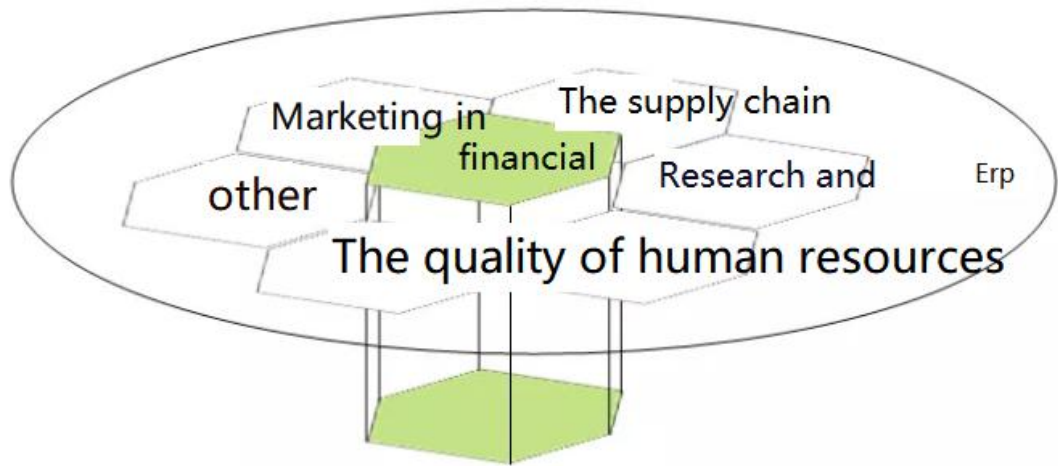 Marketing in
The supply chain
financial
other
Research and
Erp
The quality of human resources